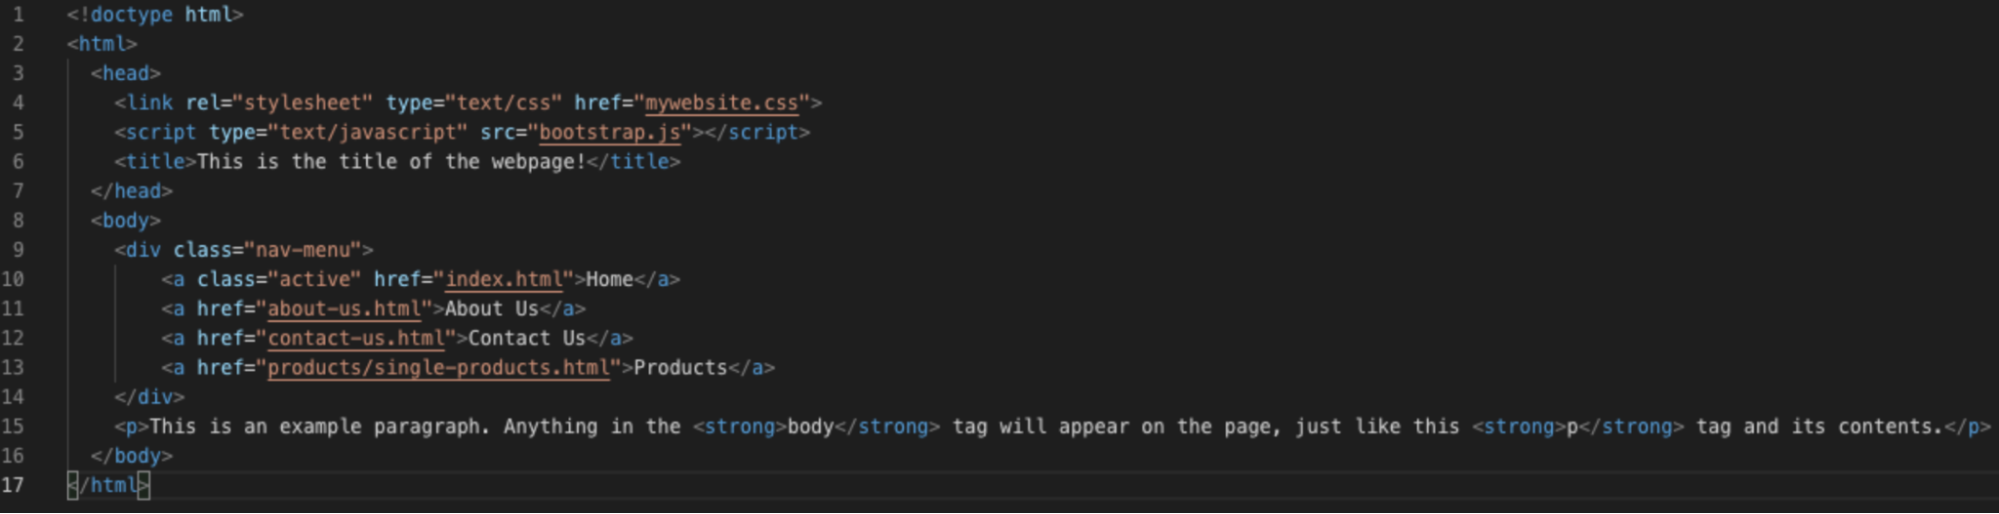 1 <!doctype html>
2 <html>
3 <head>
4 <link rel="stylesheet" type="text/css" href="mywebsite.css">
5 <script type="text/javascript" src="bootstrap.js"></script>
6 <title>This is the title of the webpage!</title>
7 </head>
8 <body>
9 <div class="nav-menu">
10 <a class="active" href="index.html">Home</a>
11 <a href="about-us.html">About Us</a>
12 <a href="contact-us.html">Contact Us</a>
13 <a href="products/single-products.html">Products</a>
14 </div>
15 <p>This is an example paragraph. Anything in the <strong>body</strong> tag will appear on the page, just like this <strong>p</strong> tag and its contents.</p>
16 </body>
17 </html>